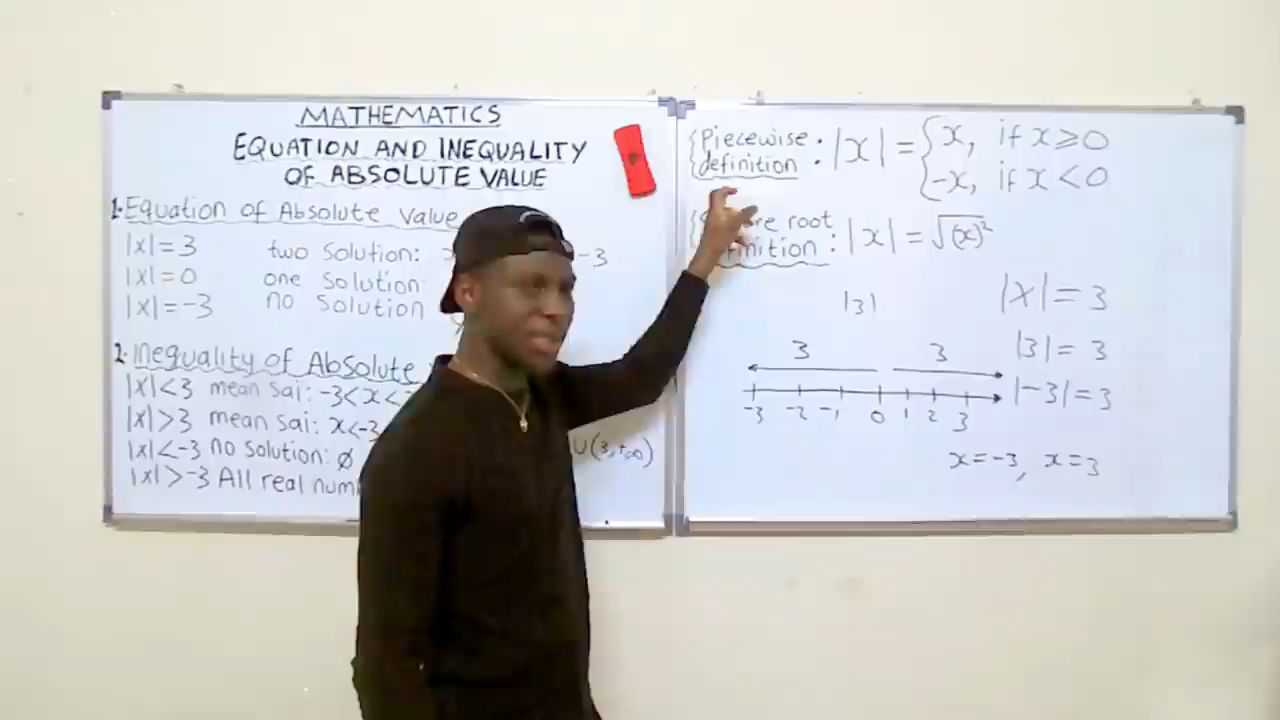 MATHEMATICS
EQUATION AND INEQUALITY
OF ABSOLUTE VALUE
1. Equation of Absolute Value
|x|=3 two solution: -3
|x|=0 one solution
|x|=-3 no solution
2. Inequality of Absolute
|x|<3 mean sai: -3<x<
|x|>3 mean sai: x<-3 U(3,+∞)
|x|<-3 no solution: ø
|x|>-3 All real num
Piecewise definition : |x| = { x, if x ≥ 0
-x, if x < 0
root : |x| = √(x)²
|3| |x| = 3
3 3 |3| = 3
|-3| = 3
-3 -2 -1 0 1 2 3
x=-3, x=3